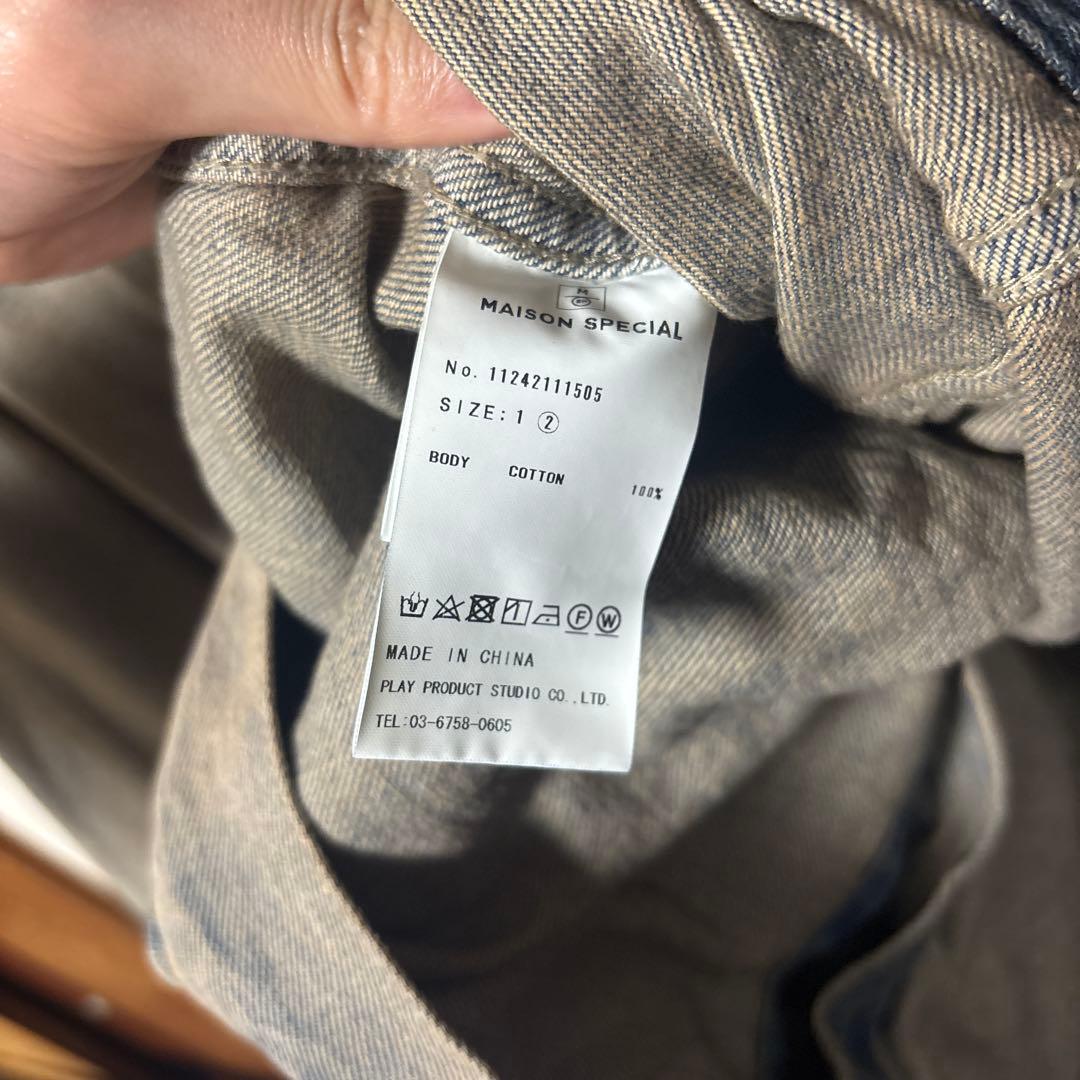 MAISON SPECIAL
No. 11242111505
SIZE: 1 ②
BODY COTTON 100%
F W
MADE IN CHINA
PLAY PRODUCT STUDIO CO.,LTD.
TEL:03-6758-0605